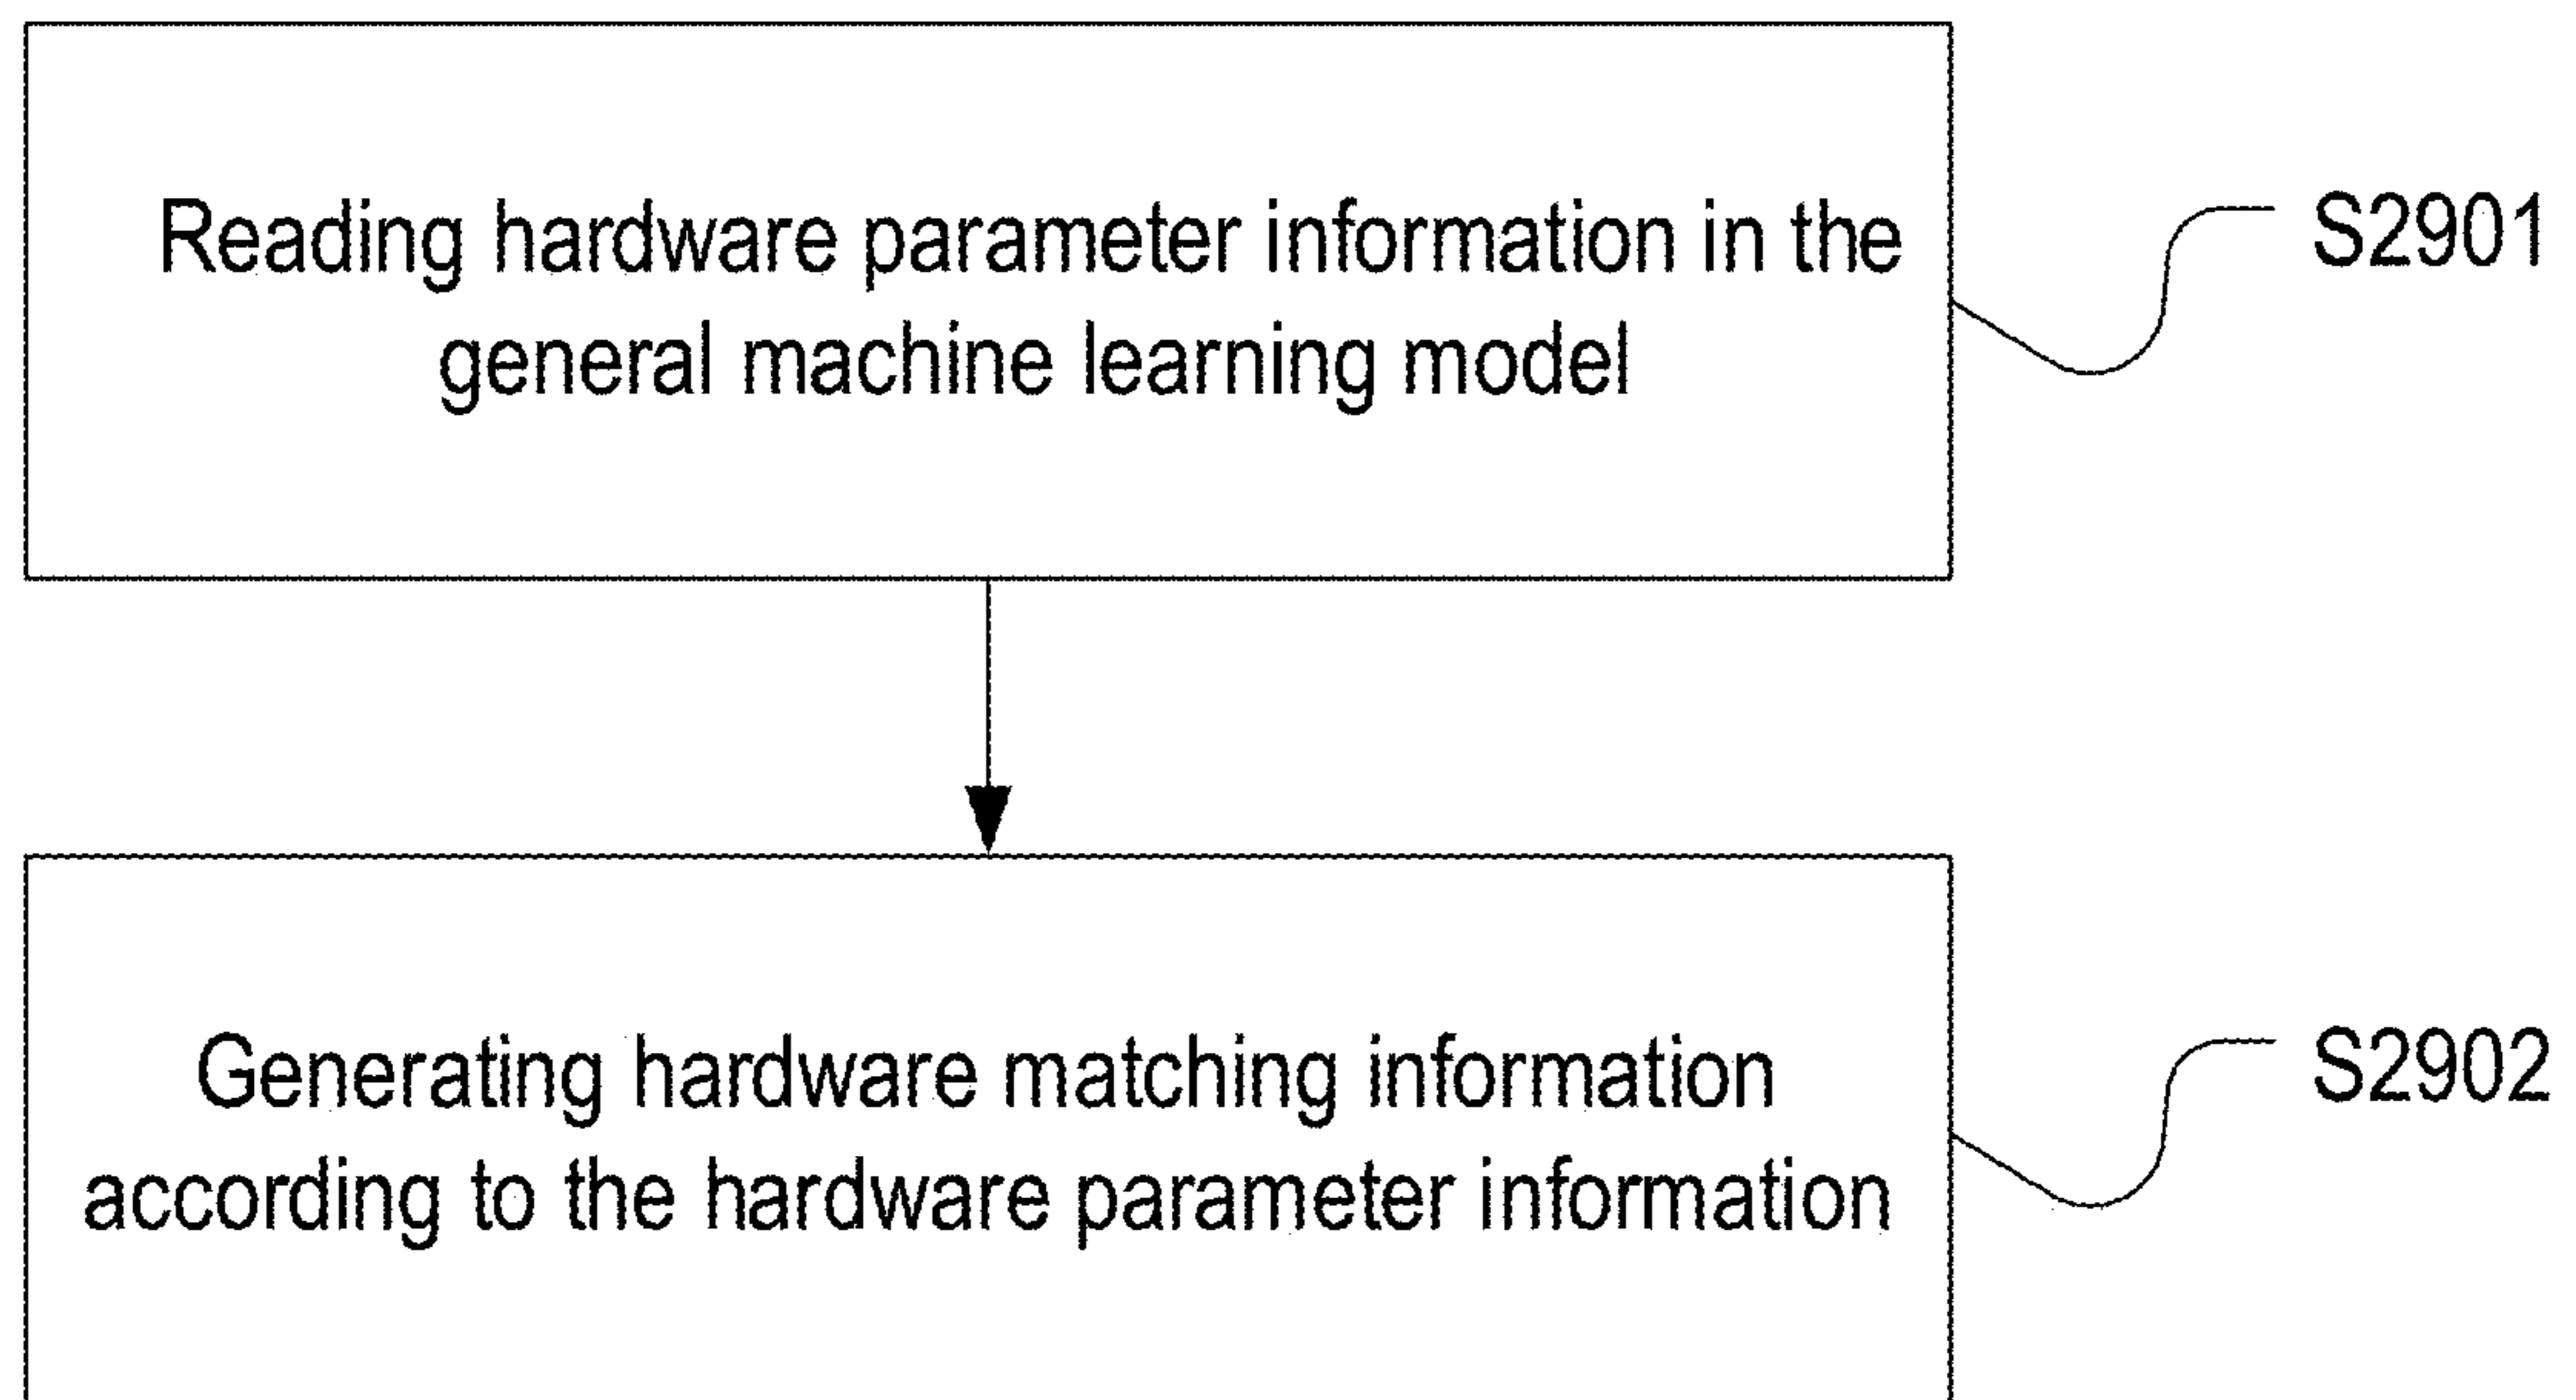 Reading hardware parameter information in the
general machine learning model
S2901
Generating hardware matching information
according to the hardware parameter information
S2902